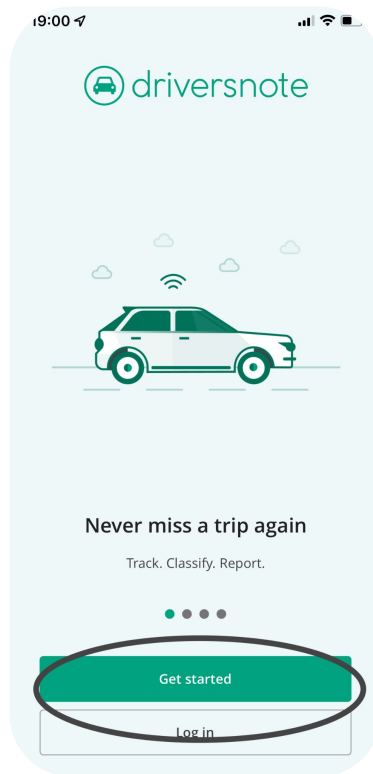 19:00
driversnote
Never miss a trip again
Track. Classify. Report.
Get started
Log in